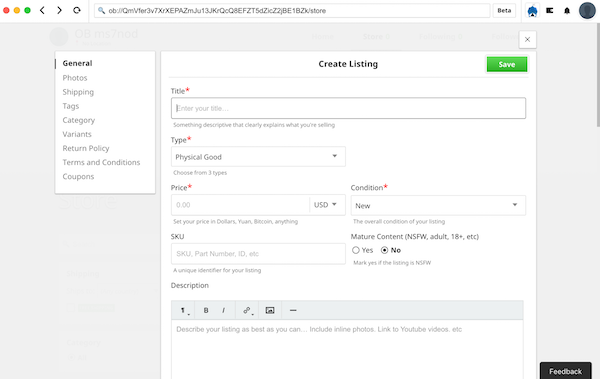 ob://QmVfer3v7XrXEPAZmJu13JKrQcQ8EFZT5dZicZ2jBE1BZk/store
Beta
Create Listing
Save
General
Photos
Shipping
Tags
Category
Variants
Return Policy
Terms and Conditions
Coupons
Title*
Enter your title...
Something descriptive that clearly explains what you're selling
Type*
Physical Good
Choose from 3 types
Price*
Condition*
0.00
USD
New
Set your price in Dollars, Yuan, Bitcoin, anything
The overall condition of your listing
SKU
Mature Content (NSFW, adult, 18+, etc)
SKU, Part Number, ID, etc
Yes
No
A unique identifier for your listing
Mark yes if the listing is NSFW
Description
¶ B I
Describe your listing as best as you can... Include inline photos. Link to Youtube videos. etc
Feedback